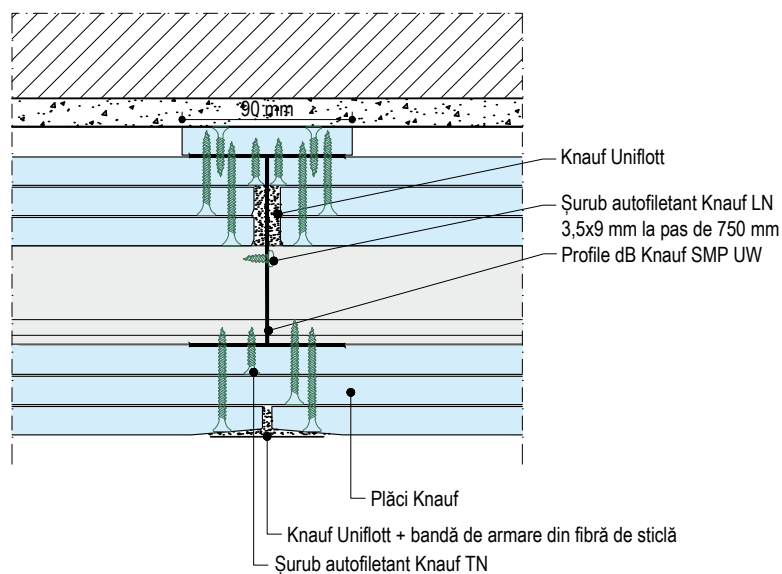 90 mm
Knauf Uniflott
Șurub autofiletant Knauf LN
3,5x9 mm la pas de 750 mm
Profile dB Knauf SMP UW
Plăci Knauf
Knauf Uniflott + bandă de armare din fibră de sticlă
Șurub autofiletant Knauf TN